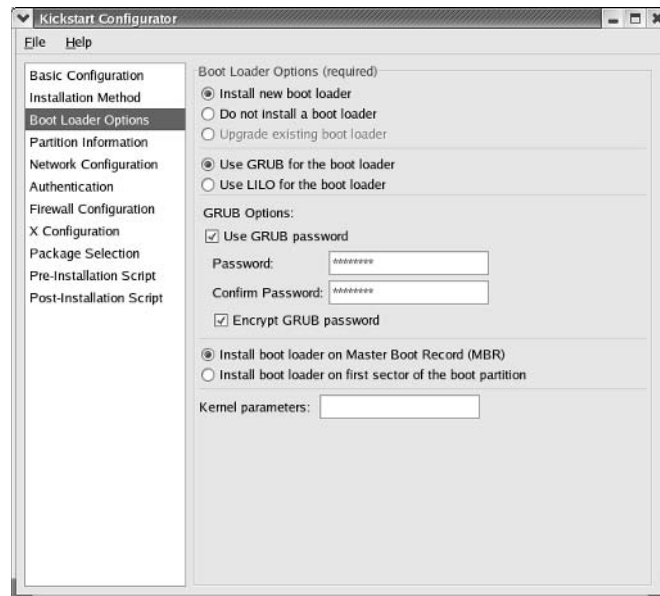 Kickstart Configurator
File Help
Basic Configuration
Installation Method
Boot Loader Options
Partition Information
Network Configuration
Authentication
Firewall Configuration
X Configuration
Package Selection
Pre-Installation Script
Post-Installation Script
Boot Loader Options (required)
Install new boot loader
Do not install a boot loader
Upgrade existing boot loader
Use GRUB for the boot loader
Use LILO for the boot loader
GRUB Options:
Use GRUB password
Password: ********
Confirm Password: ********
Encrypt GRUB password
Install boot loader on Master Boot Record (MBR)
Install boot loader on first sector of the boot partition
Kernel parameters: